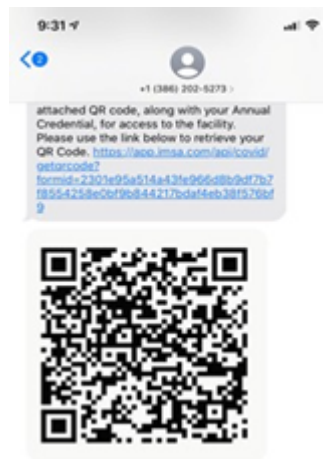 9:31
2
+1 (386) 202-5273 >
attached QR code, along with your Annual
Credential, for access to the facility.
Please use the link below to retrieve your
QR Code. https://app.imsa.com/api/covid/
getqrcode?
formid=2301e95a514a43fe966d8b9df7b7
f8554258e0bf9b844217bdaf4eb38f576bf
9